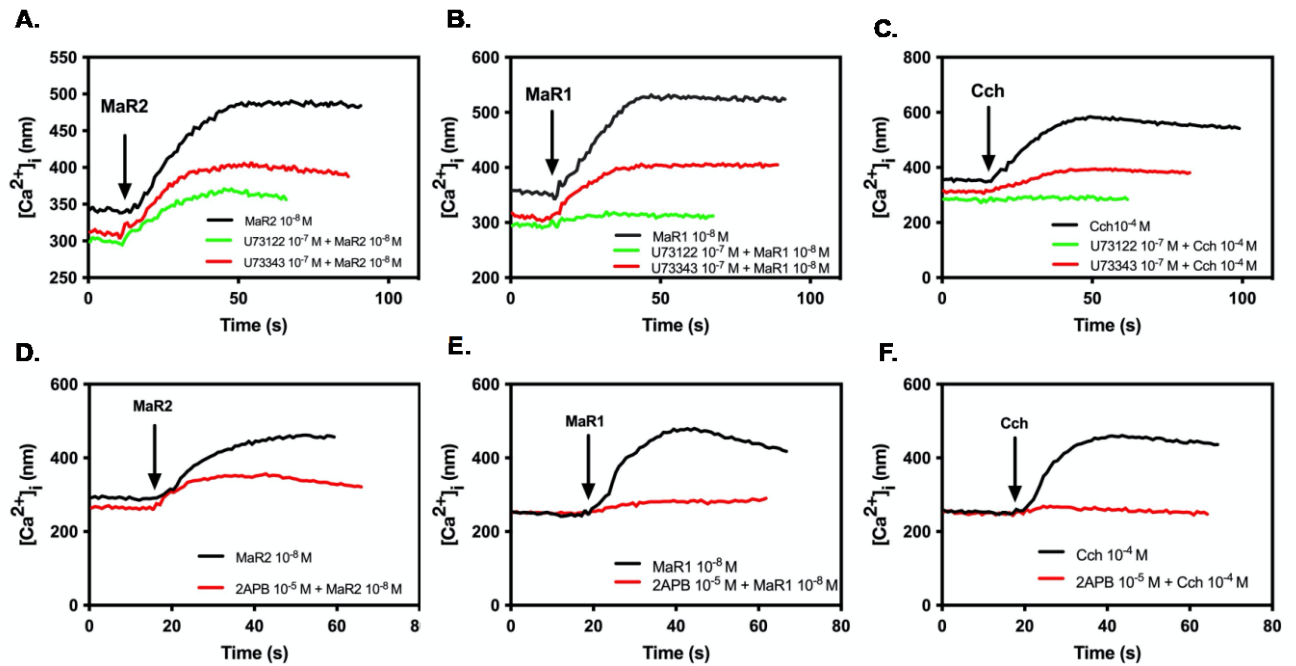 A.
550
500
450
400
350
300
250
[Ca2+]i (nm)
MaR2
MaR2 10-8 M
U73122 10-7 M + MaR2 10-8 M
U73343 10-7 M + MaR2 10-8 M
0 50 100
Time (s)
B.
600
500
400
300
200
[Ca2+]i (nm)
MaR1
MaR1 10-8 M
U73122 10-7 M + MaR1 10-8 M
U73343 10-7 M + MaR1 10-8 M
0 50 100
Time (s)
C.
800
600
400
200
0
[Ca2+]i (nm)
Cch
Cch10-4 M
U73122 10-7 M + Cch 10-4 M
U73343 10-7 M + Cch 10-4 M
0 50 100
Time (s)
D.
600
400
200
0
[Ca2+]i (nm)
MaR2
MaR2 10-8 M
2APB 10-5 M + MaR2 10-8 M
0 20 40 60 8
Time (s)
E.
600
400
200
0
[Ca2+]i (nm)
MaR1
MaR1 10-8 M
2APB 10-5 M + MaR1 10-8 M
0 20 40 60 80
Time (s)
F.
600
400
200
0
[Ca2+]i (nm)
Cch
Cch 10-4 M
2APB 10-5 M + Cch 10-4 M
0 20 40 60 80
Time (s)